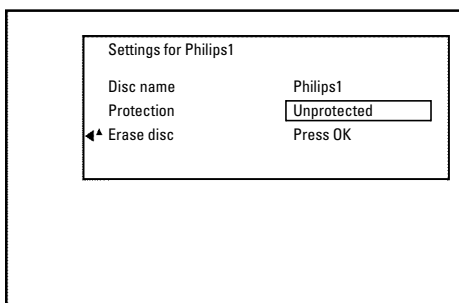 Settings for Philips1
Disc name Philips1
Protection Unprotected
Erase disc Press OK